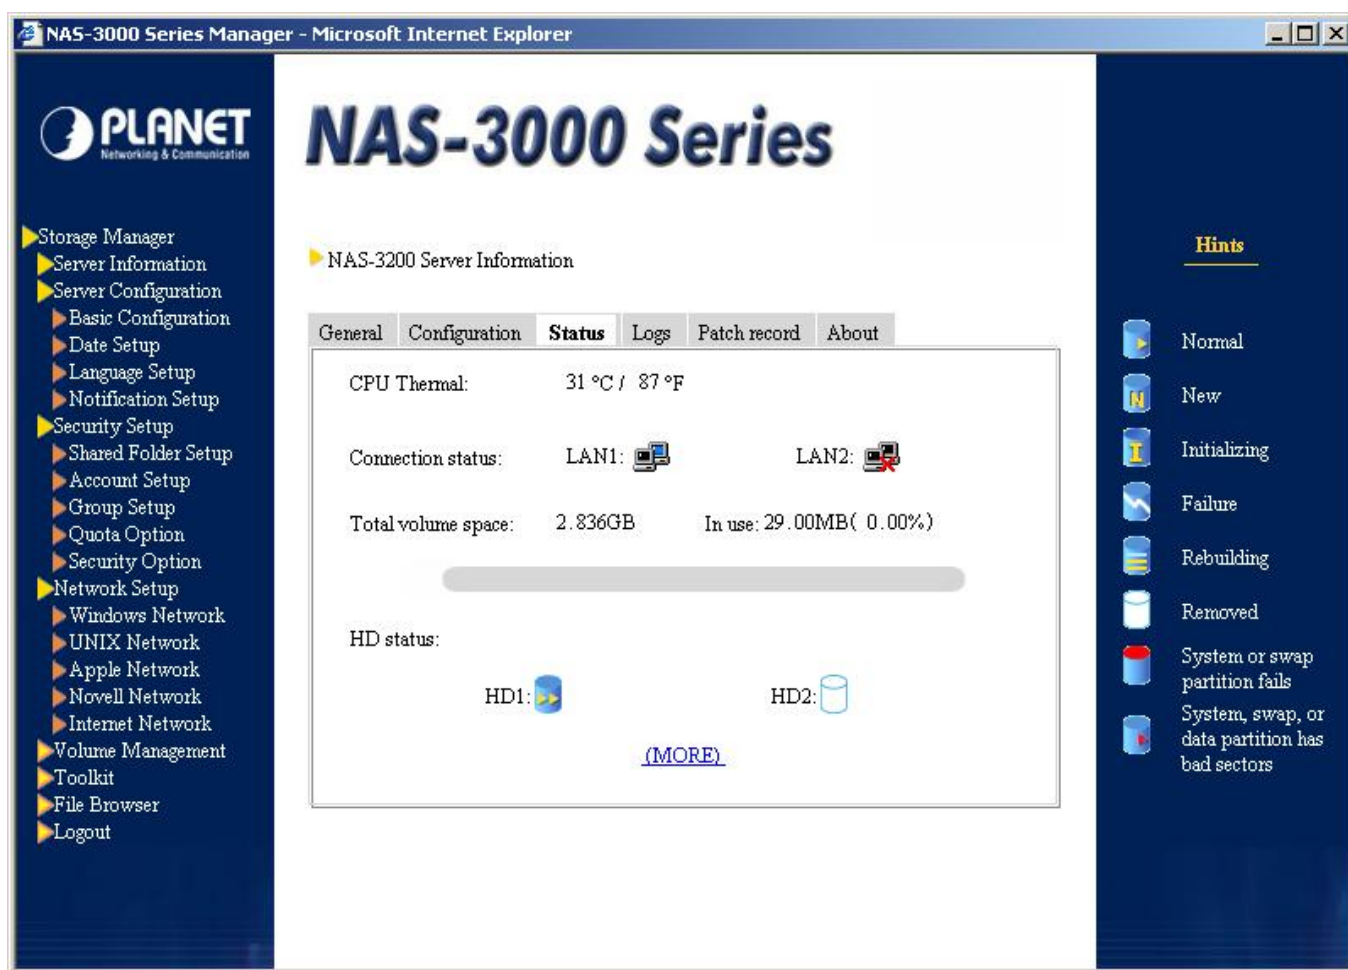 NAS-3000 Series Manager - Microsoft Internet Explorer
PLANET
Networking & Communication
NAS-3000 Series
Storage Manager
Server Information
Server Configuration
Basic Configuration
Date Setup
Language Setup
Notification Setup
Security Setup
Shared Folder Setup
Account Setup
Group Setup
Quota Option
Security Option
Network Setup
Windows Network
UNIX Network
Apple Network
Novell Network
Internet Network
Volume Management
Toolkit
File Browser
Logout
NAS-3200 Server Information
General Configuration Status Logs Patch record About
CPU Thermal: 31 °C / 87 °F
Connection status: LAN1: LAN2:
Total volume space: 2.836GB In use: 29.00MB( 0.00%)
HD status:
HD1: HD2:
(MORE)
Hints
Normal
N
New
I
Initializing
Failure
Rebuilding
Removed
System or swap
partition fails
System, swap, or
data partition has
bad sectors